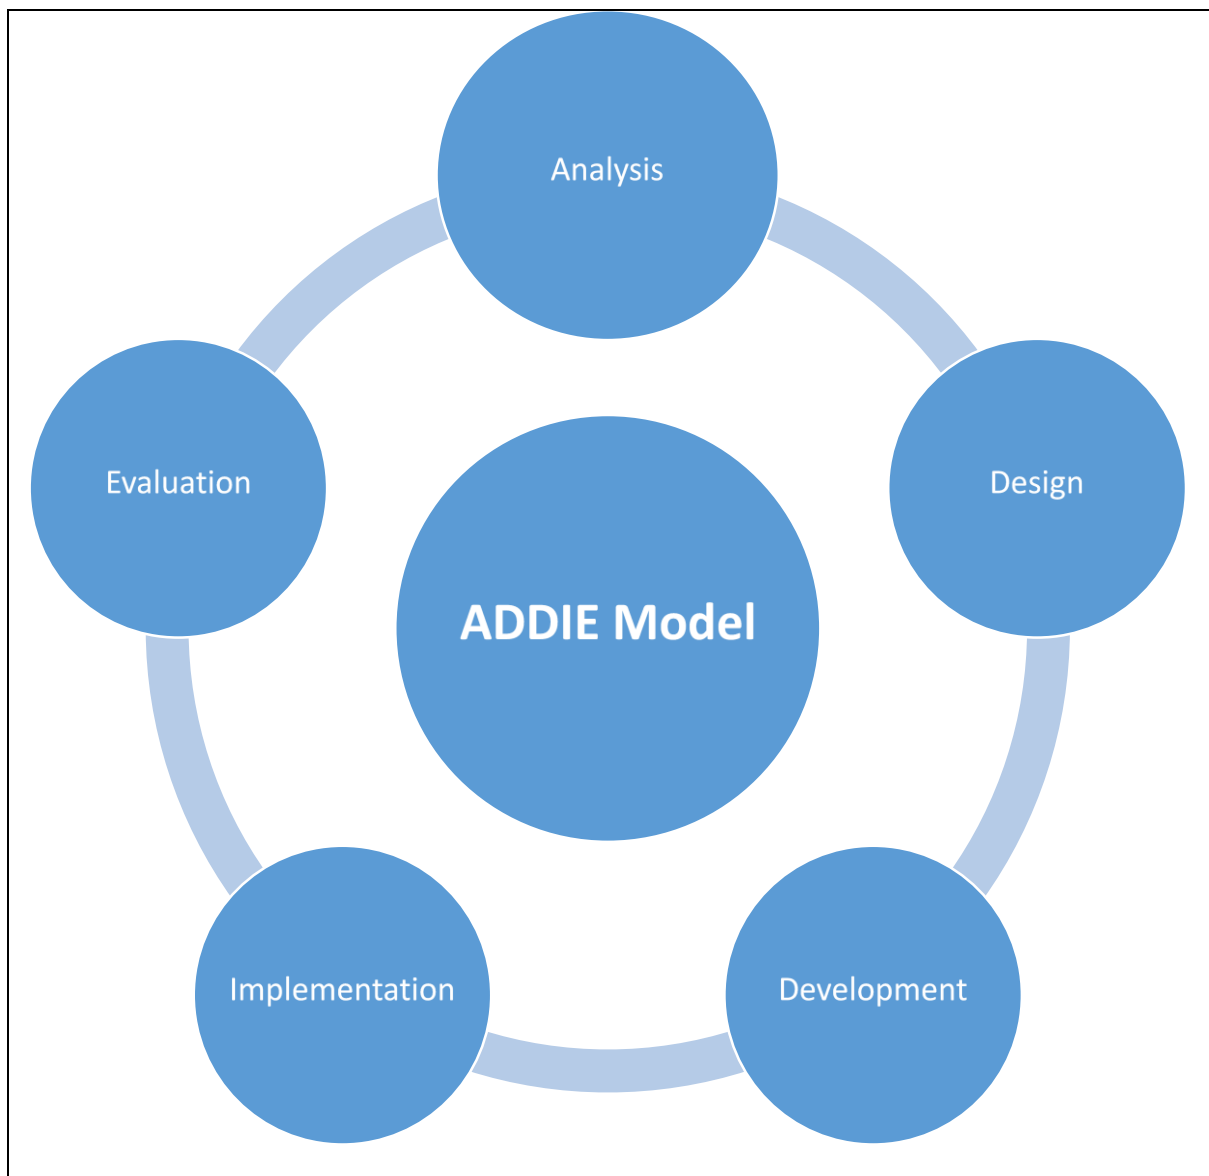 Analysis
Design
Development
Implementation
Evaluation
ADDIE Model